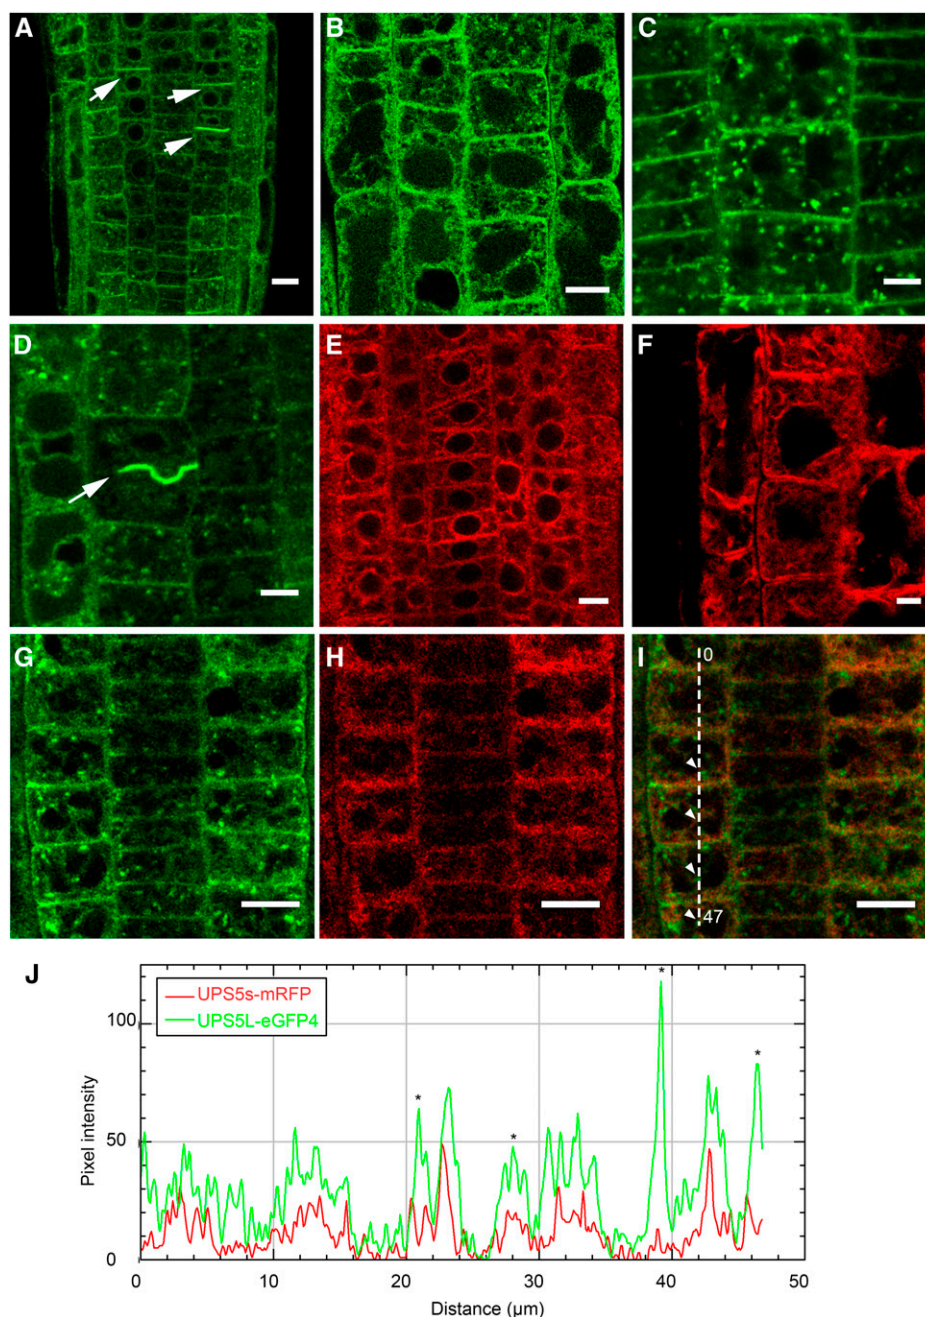 A
B
C
D
E
F
G
H
I
0
47
J
UPS5s-mRFP
UPS5L-eGFP4
Pixel intensity
100
50
0
* * * *
0 10 20 30 40 50
Distance (μm)